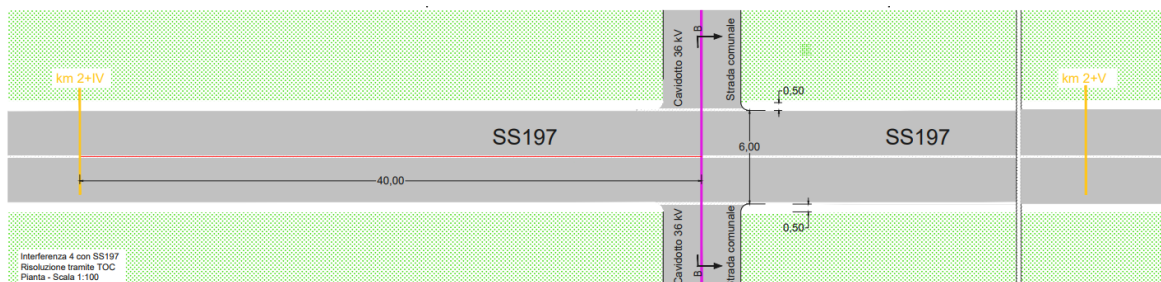 B
Cavidotto 36 kV
Strada comunale
km 2+IV
km 2+V
0,50
SS197
SS197
6,00
40,00
0,50
Cavidotto 36 kV
Strada comunale
B
Interferenza 4 con SS197
Risoluzione tramite TOC
Pianta - Scala 1:100